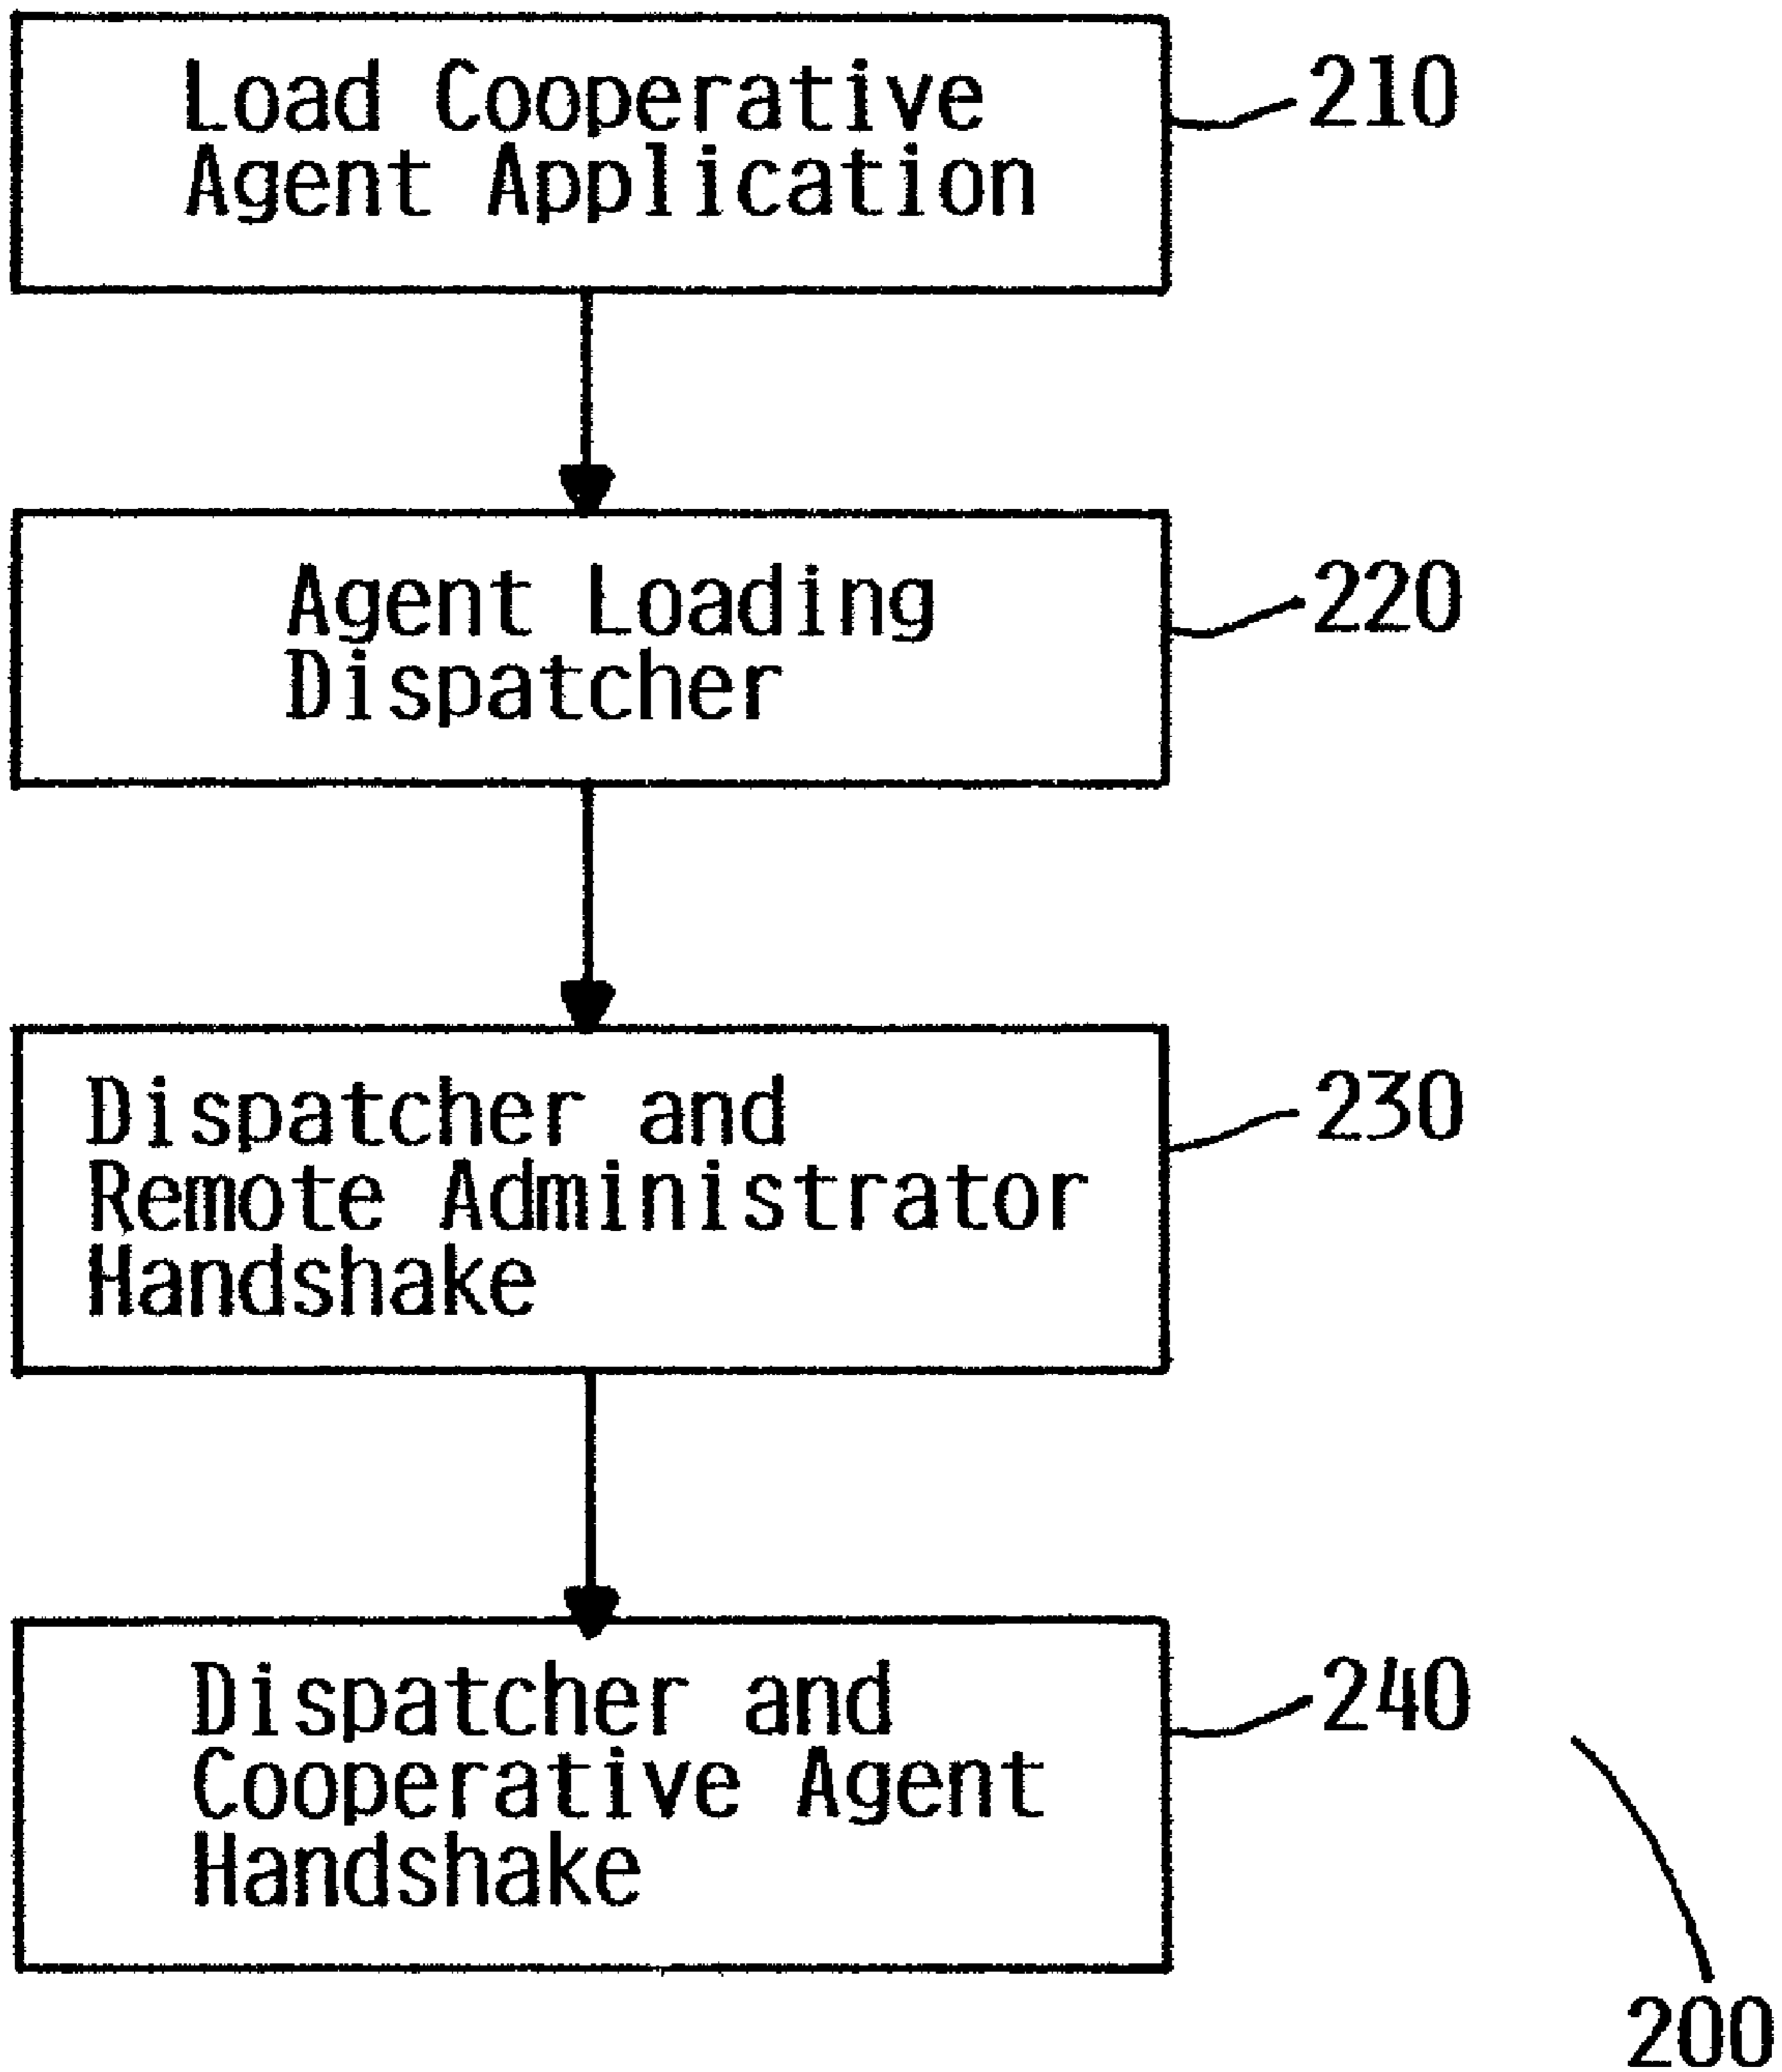 Load Cooperative
Agent Application
210
Agent Loading
Dispatcher
220
Dispatcher and
Remote Administrator
Handshake
230
Dispatcher and
Cooperative Agent
Handshake
240
200